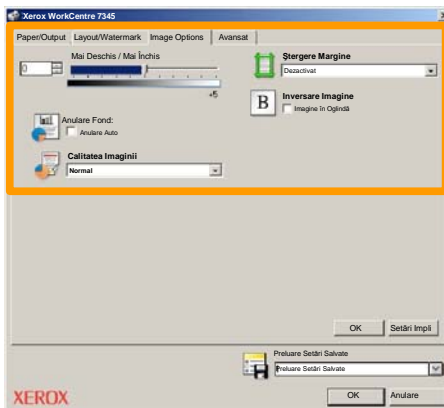 Xerox WorkCentre 7345
Paper/Output Layout/Watermark Image Options Avansat
Mai Deschis / Mai Închis
0
+5
Anulare Fond:
Anulare Auto
Calitatea Imaginii
Normal
Ștergere Margine
Dezactivat
B
Inversare Imagine
Imagine în Oglindă
OK Setări Impli
Preluare Setări Salvate
Preluare Setări Salvate
XEROX
OK Anulare